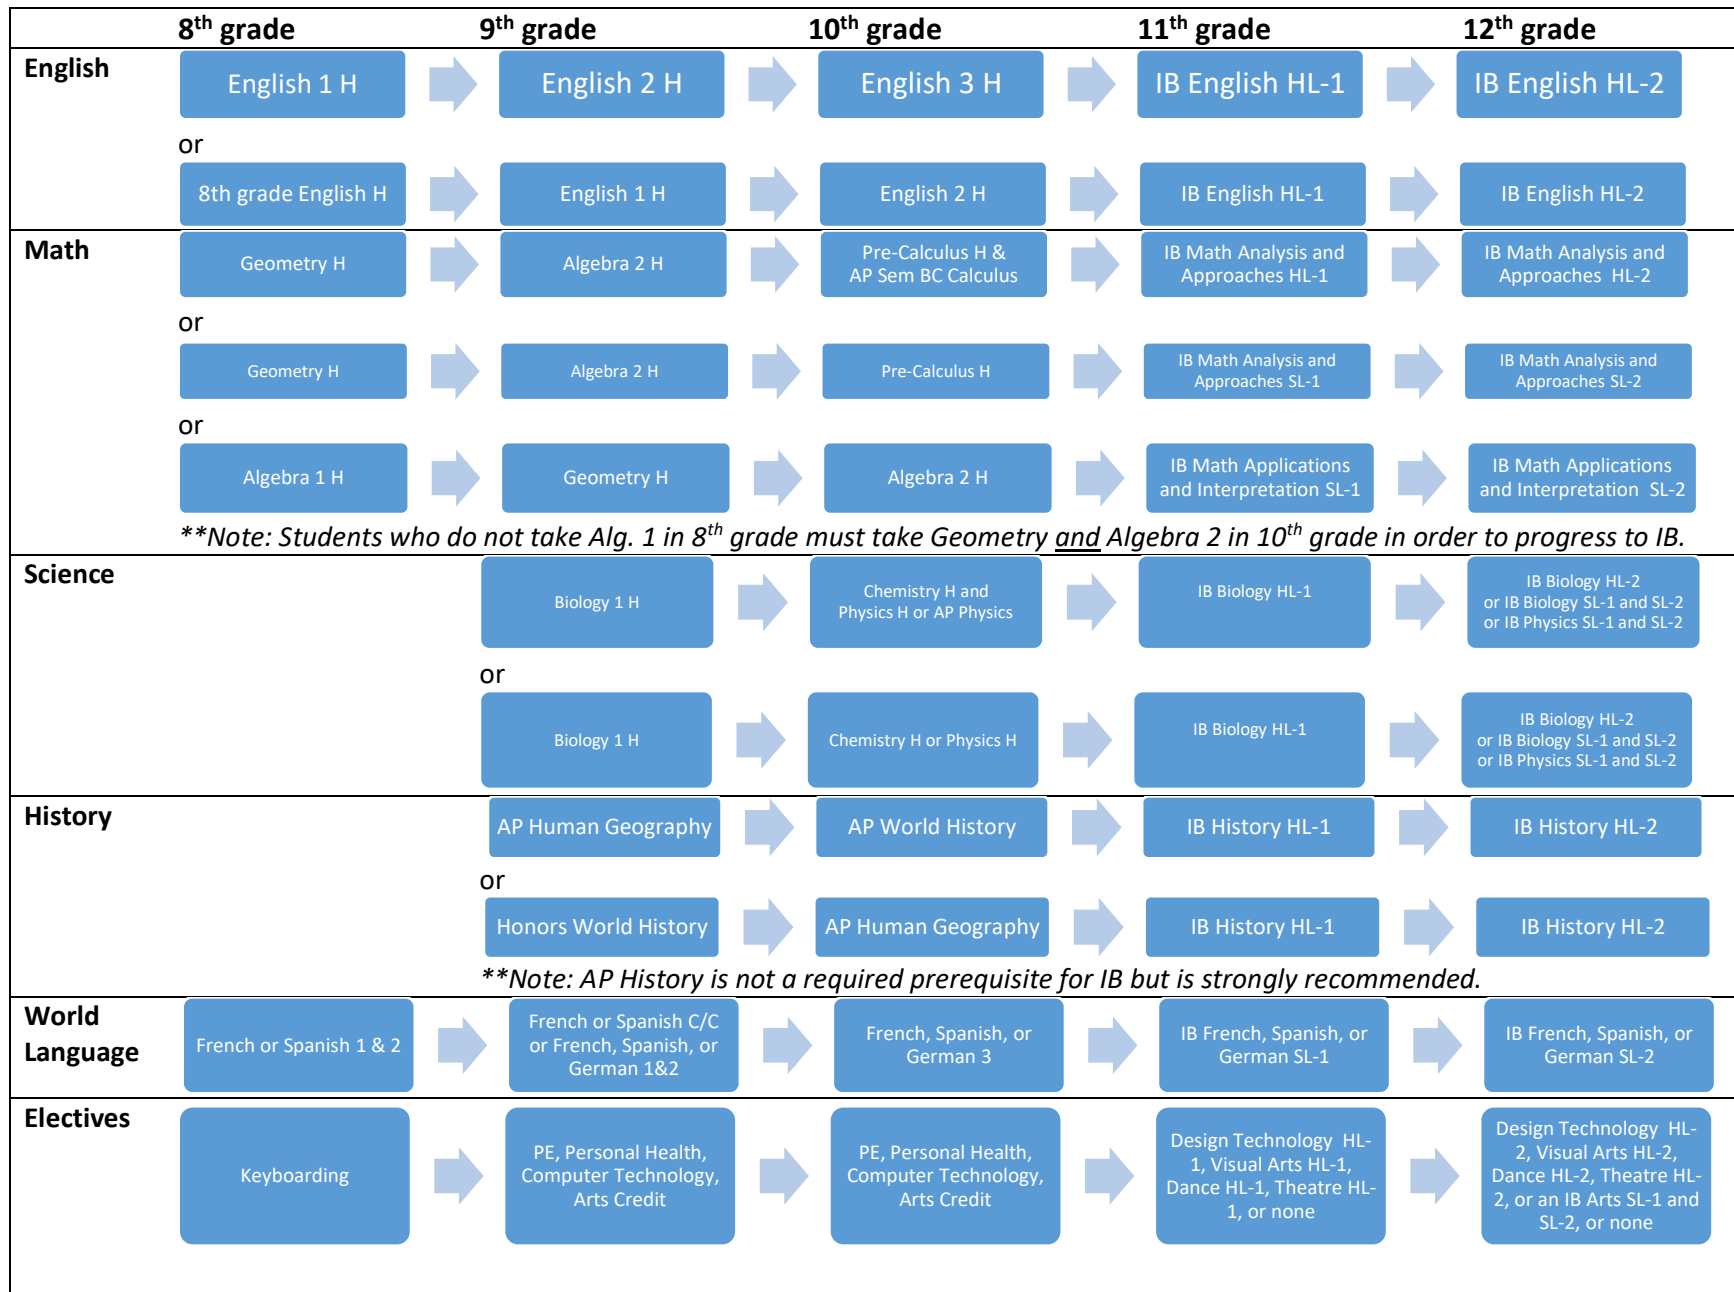 8th grade 9th grade 10th grade 11th grade 12th grade
English
English 1 H
English 2 H
English 3 H
IB English HL-1
IB English HL-2
or
8th grade English H
English 1 H
English 2 H
IB English HL-1
IB English HL-2
Math
Geometry H
Algebra 2 H
Pre-Calculus H &
AP Sem BC Calculus
IB Math Analysis and
Approaches HL-1
IB Math Analysis and
Approaches HL-2
or
Geometry H
Algebra 2 H
Pre-Calculus H
IB Math Analysis and
Approaches SL-1
IB Math Analysis and
Approaches SL-2
or
Algebra 1 H
Geometry H
Algebra 2 H
IB Math Applications
and Interpretation SL-1
IB Math Applications
and Interpretation SL-2
**Note: Students who do not take Alg. 1 in 8th grade must take Geometry and Algebra 2 in 10th grade in order to progress to IB.
Science
Biology 1 H
Chemistry H and
Physics H or AP Physics
IB Biology HL-1
IB Biology HL-2
or IB Biology SL-1 and SL-2
or IB Physics SL-1 and SL-2
or
Biology 1 H
Chemistry H or Physics H
IB Biology HL-1
IB Biology HL-2
or IB Biology SL-1 and SL-2
or IB Physics SL-1 and SL-2
History
AP Human Geography
AP World History
IB History HL-1
IB History HL-2
or
Honors World History
AP Human Geography
IB History HL-1
IB History HL-2
**Note: AP History is not a required prerequisite for IB but is strongly recommended.
World
Language
French or Spanish 1 & 2
French or Spanish C/C
or French, Spanish, or
German 1&2
French, Spanish, or
German 3
IB French, Spanish, or
German SL-1
IB French, Spanish, or
German SL-2
Electives
Keyboarding
PE, Personal Health,
Computer Technology,
Arts Credit
PE, Personal Health,
Computer Technology,
Arts Credit
Design Technology HL-
1, Visual Arts HL-1,
Dance HL-1, Theatre HL-
1, or none
Design Technology HL-
2, Visual Arts HL-2,
Dance HL-2, Theatre HL-
2, or an IB Arts SL-1 and
SL-2, or none